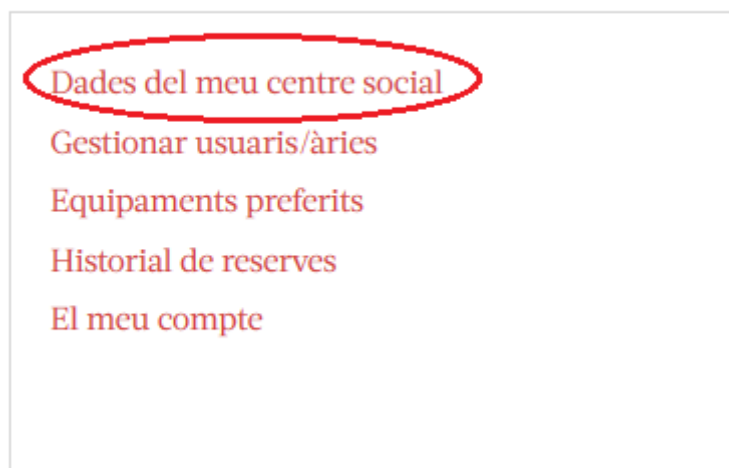 Dades del meu centre social
Gestionar usuaris/àries
Equipaments preferits
Historial de reserves
El meu compte